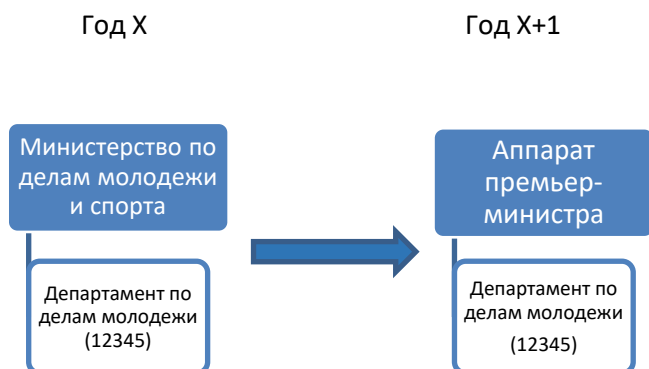 Год X
Год X+1
Министерство по
делам молодежи
и спорта
Аппарат
премьер-
министра
Департамент по
делам молодежи
(12345)
Департамент по
делам молодежи
(12345)